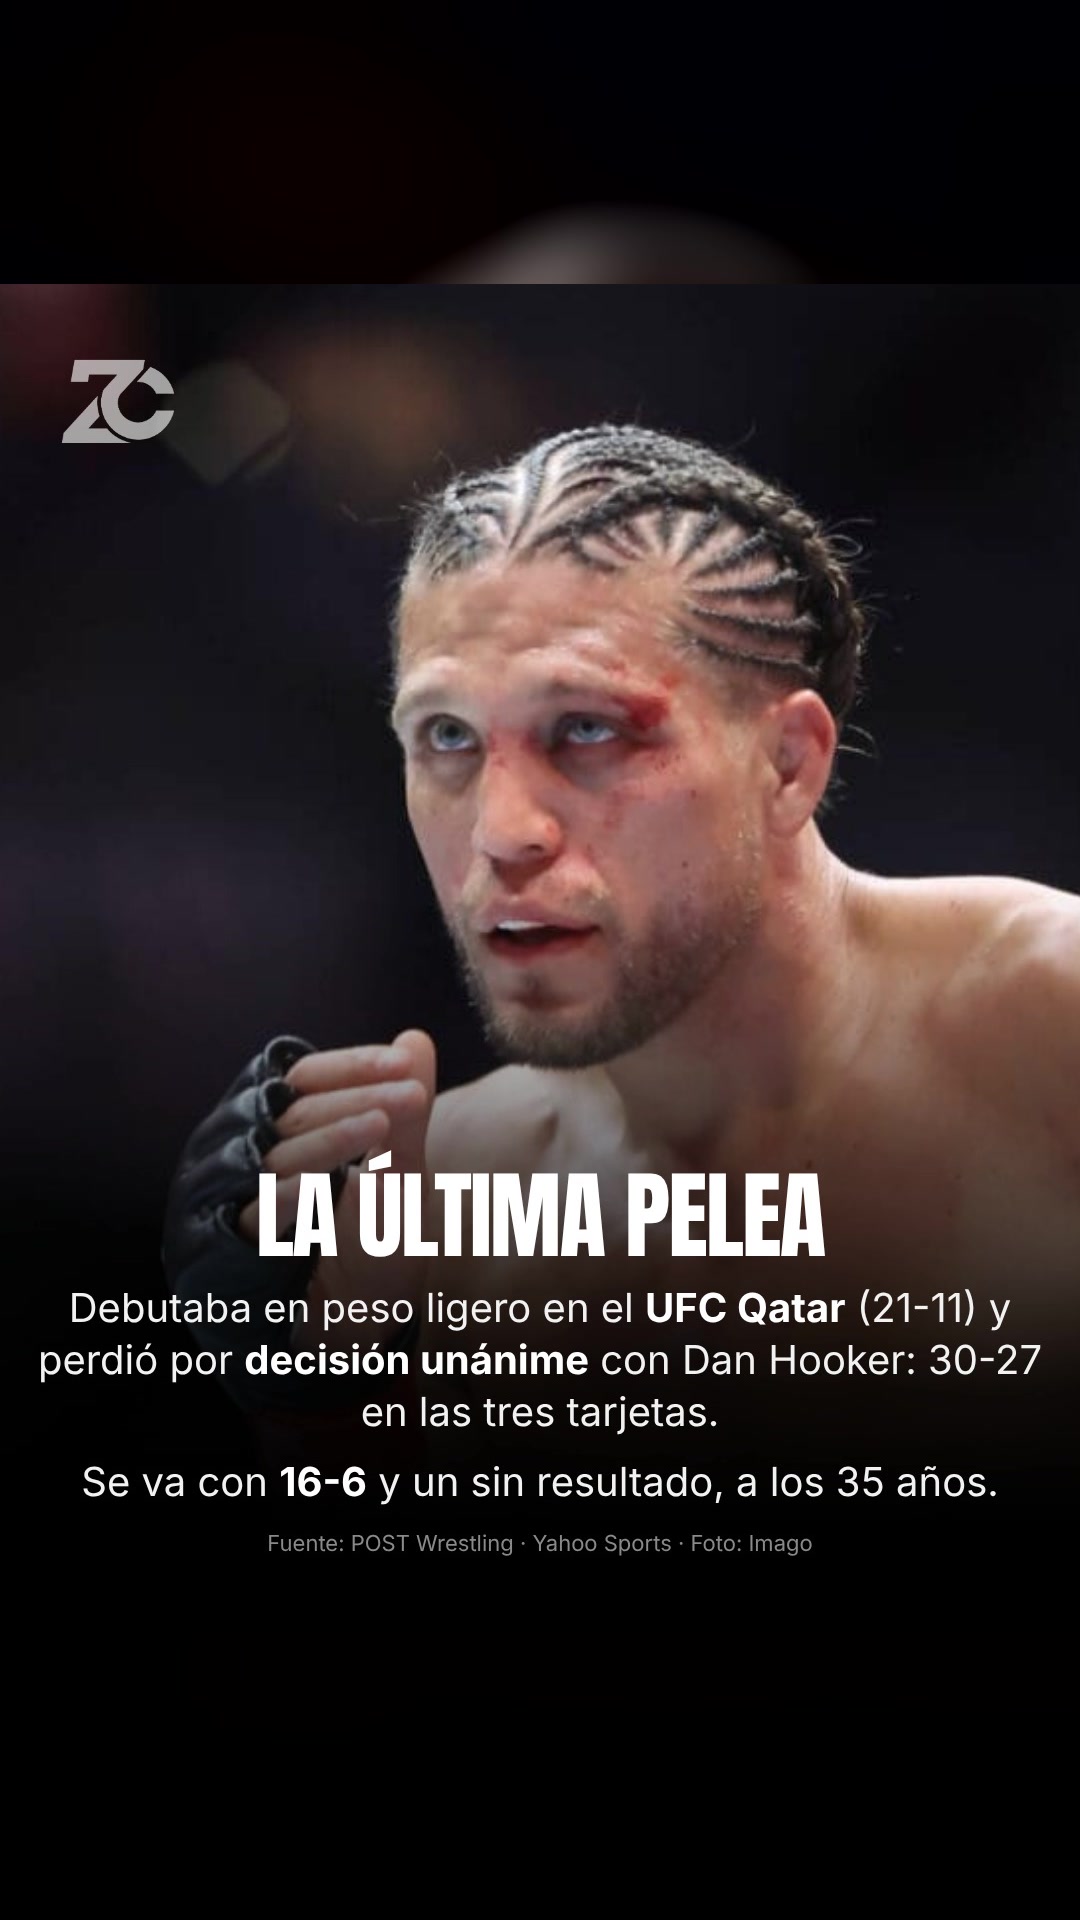 ZC
LA ÚLTIMA PELEA
Debutaba en peso ligero en el UFC Qatar (21-11) y
perdió por decisión unánime con Dan Hooker: 30-27
en las tres tarjetas.
Se va con 16-6 y un sin resultado, a los 35 años.
Fuente: POST Wrestling · Yahoo Sports · Foto: Imago